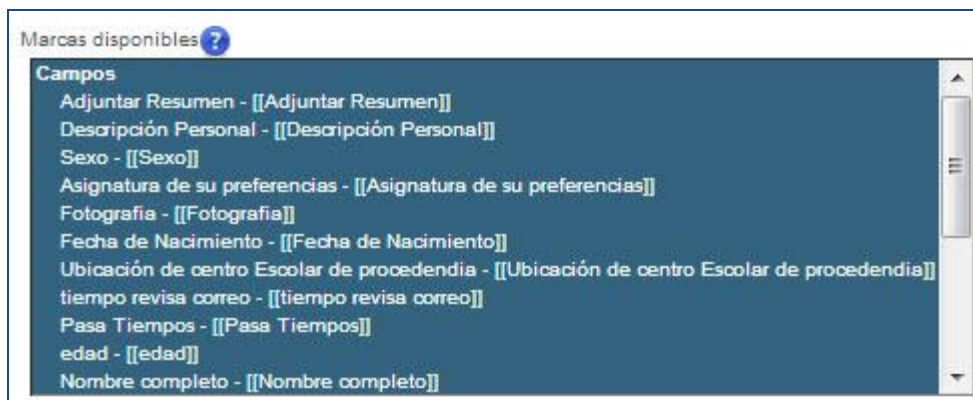 Marcas disponibles?
Campos
Adjuntar Resumen - [[Adjuntar Resumen]]
Descripción Personal - [[Descripción Personal]]
Sexo - [[Sexo]]
Asignatura de su preferencias - [[Asignatura de su preferencias]]
Fotografia - [[Fotografia]]
Fecha de Nacimiento - [[Fecha de Nacimiento]]
Ubicación de centro Escolar de procedendia - [[Ubicación de centro Escolar de procedendia]]
tiempo revisa correo - [[tiempo revisa correo]]
Pasa Tiempos - [[Pasa Tiempos]]
edad - [[edad]]
Nombre completo - [[Nombre completo]]